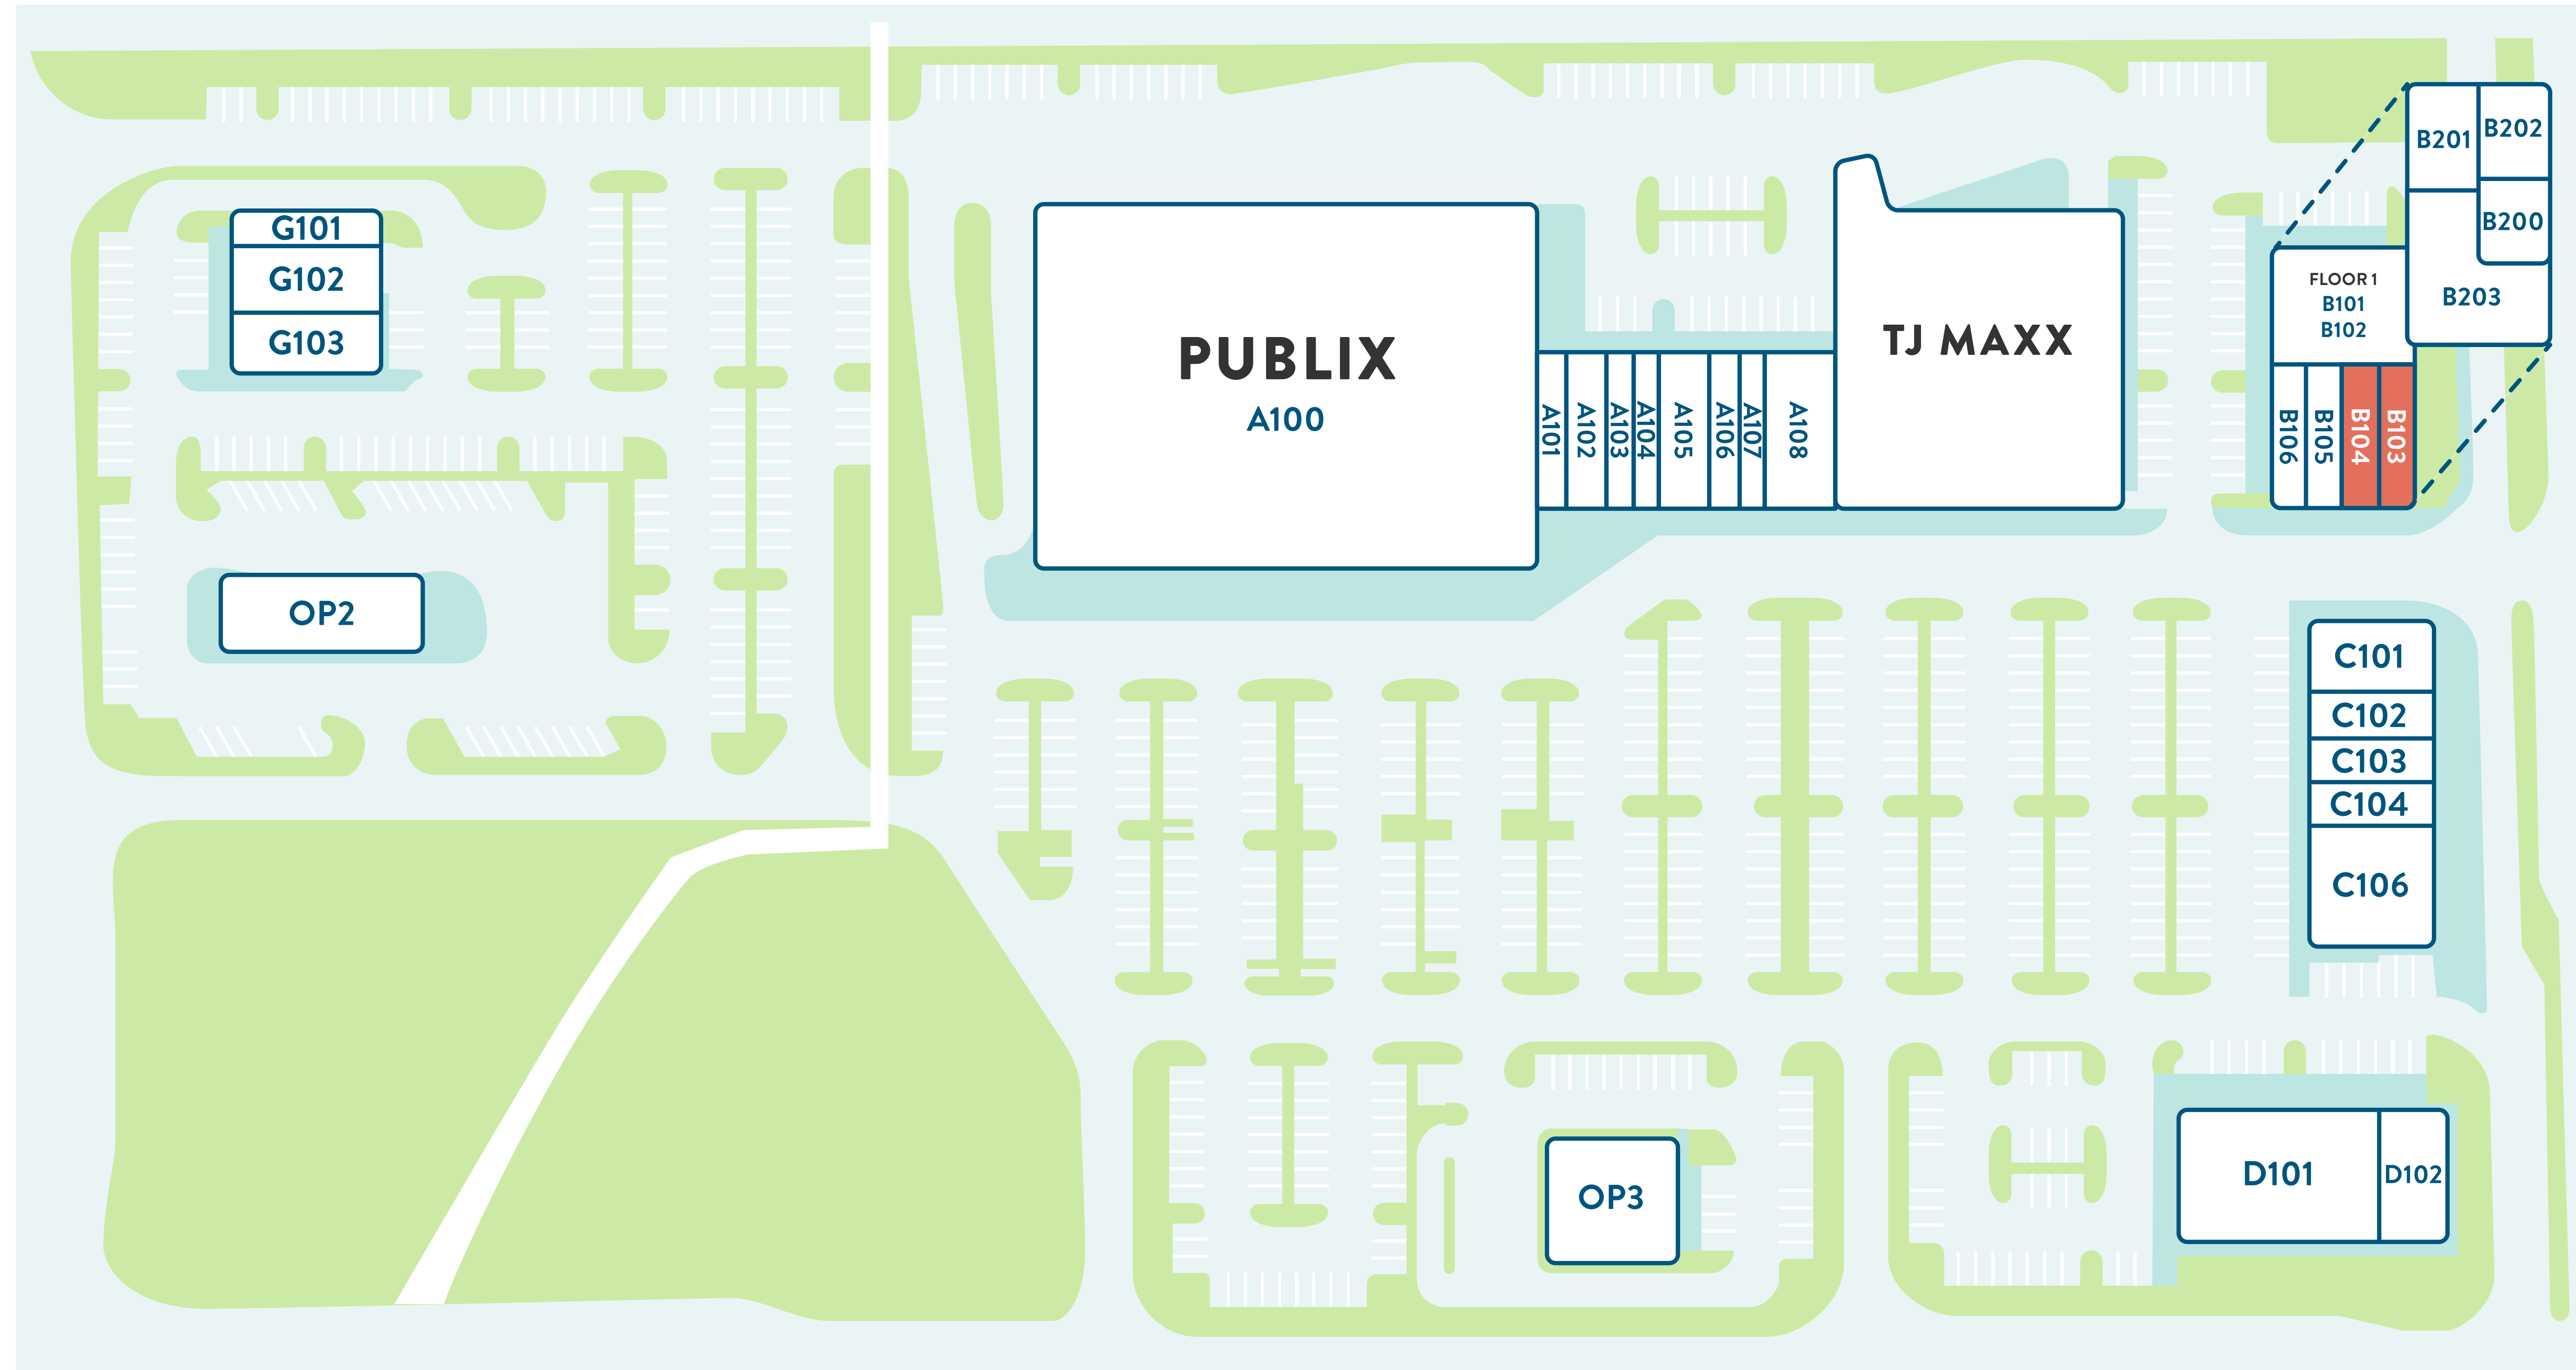 G101
G102
G103
OP2
PUBLIX
A100
A101
A102
A103
A104
A105
A106
A107
A108
TJ MAXX
B201
B202
B200
B203
FLOOR 1
B101
B102
B106
B105
B104
B103
C101
C102
C103
C104
C106
OP3
D101
D102